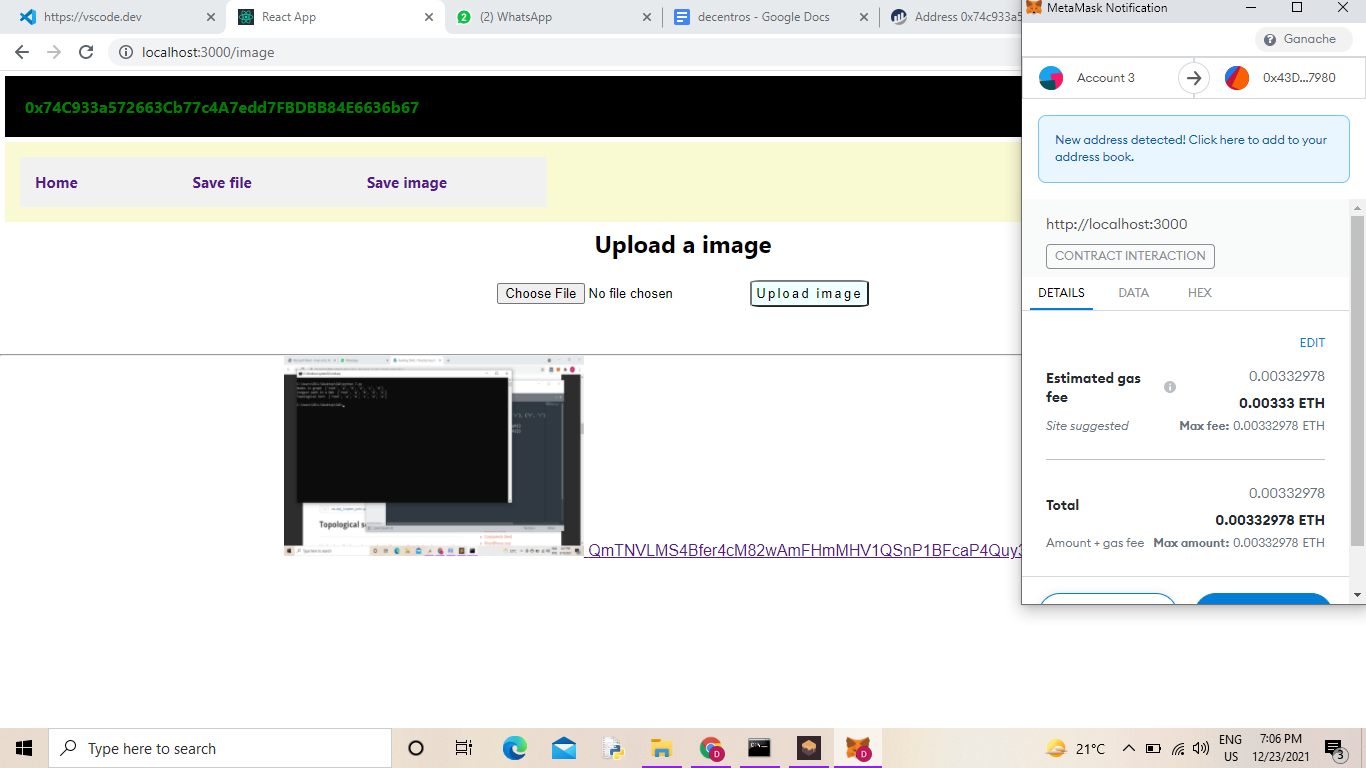 https://vscode.dev
React App
(2) WhatsApp
decentros - Google Docs
Address 0x74c933a5
MetaMask Notification
localhost:3000/image
Ganache
Account 3
0x43D...7980
0x74C933a572663Cb77c4A7edd7FBDBB84E6636b67
New address detected! Click here to add to your
address book.
Home Save file Save image
http://localhost:3000
Upload a image
CONTRACT INTERACTION
Choose File No file chosen
Upload image
DETAILS DATA HEX
EDIT
Estimated gas
fee
0.00332978
0.00333 ETH
Site suggested
Max fee: 0.00332978 ETH
Total
0.00332978
0.00332978 ETH
Amount + gas fee Max amount: 0.00332978 ETH
Topological s
QmTNVLMS4Bfer4cM82wAmFHmMHV1QSnP1BFcaP4Quy
Type here to search
21°C
ENG
US
7:06 PM
12/23/2021
3